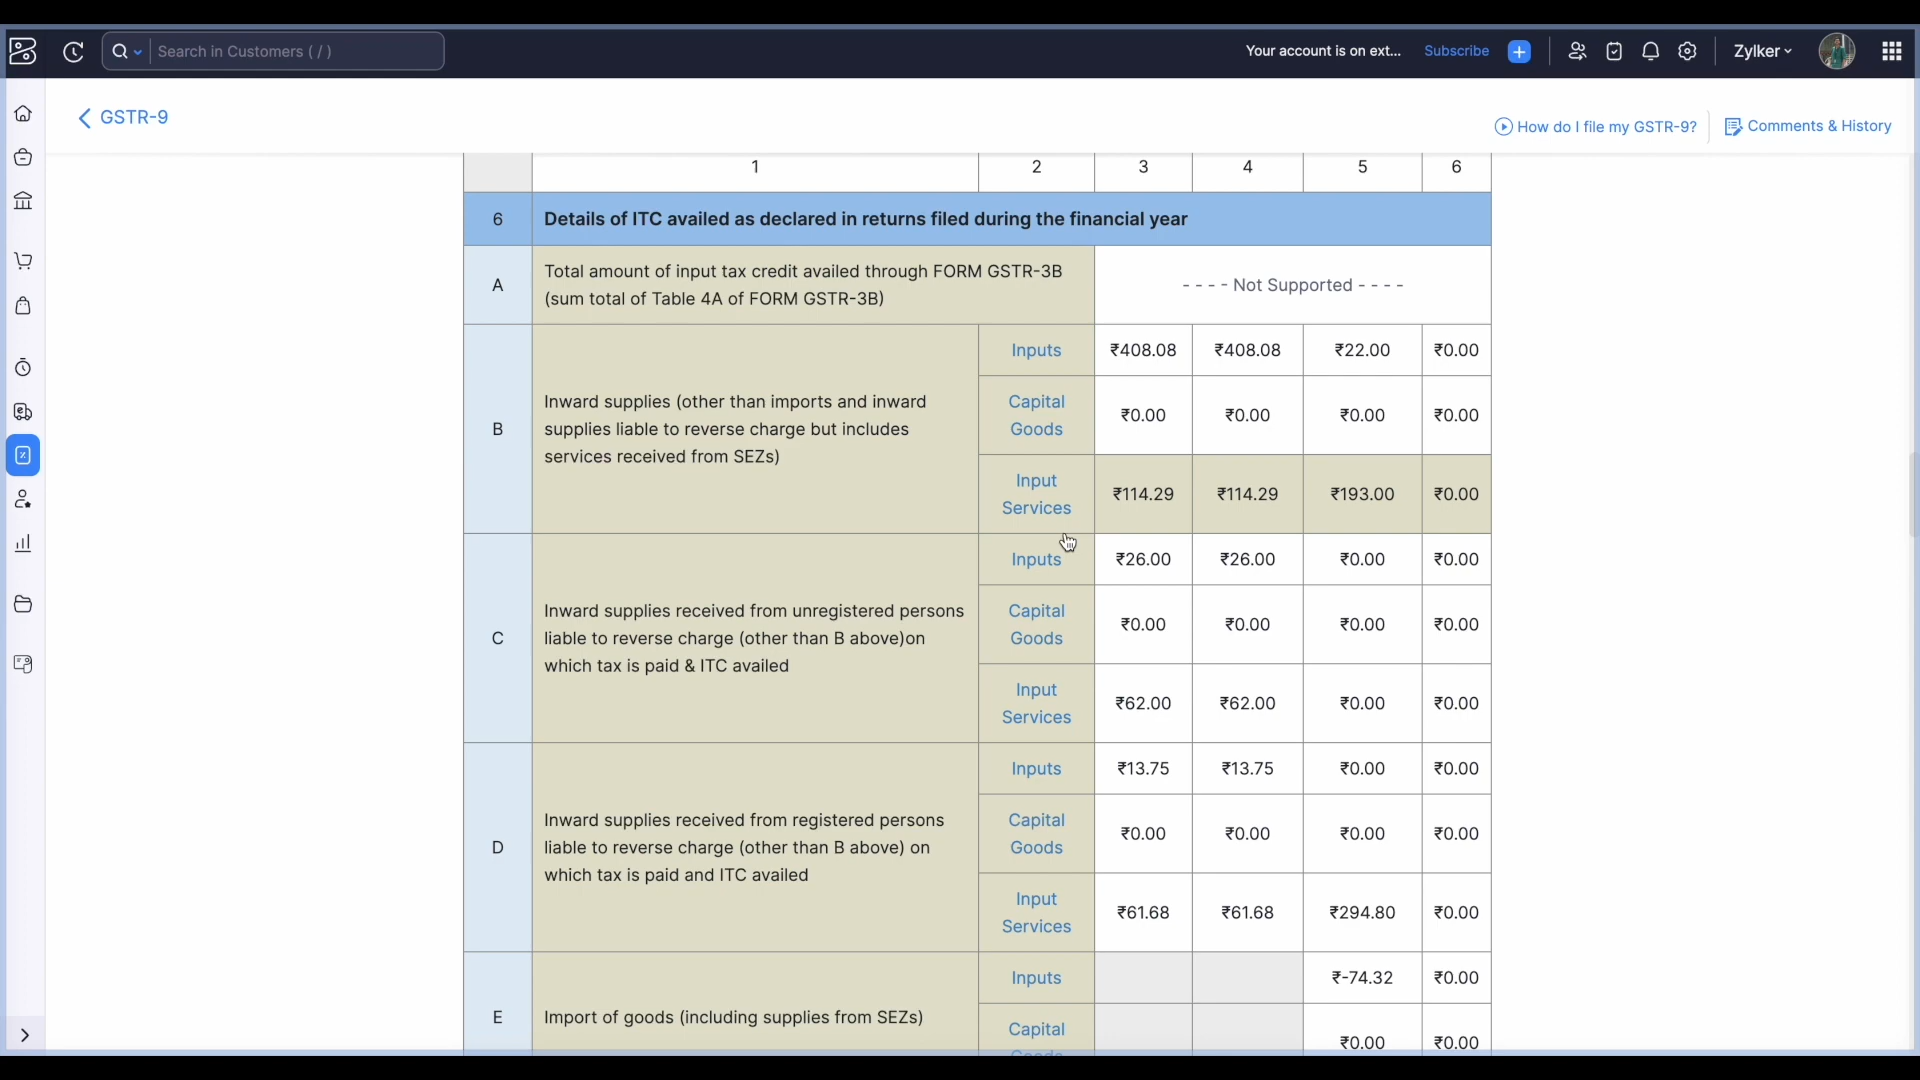 Search in Customers ( / )
Your account is on ext...
Subscribe
Zylker
GSTR-9
How do I file my GSTR-9?
Comments & History
1 2 3 4 5 6
6 Details of ITC availed as declared in returns filed during the financial year
A
Total amount of input tax credit availed through FORM GSTR-3B
(sum total of Table 4A of FORM GSTR-3B)
- - - - Not Supported - - - -
B
Inward supplies (other than imports and inward
supplies liable to reverse charge but includes
services received from SEZs)
Inputs ₹408.08 ₹408.08 ₹22.00 ₹0.00
Capital
Goods
₹0.00 ₹0.00 ₹0.00 ₹0.00
Input
Services
₹114.29 ₹114.29 ₹193.00 ₹0.00
C
Inward supplies received from unregistered persons
liable to reverse charge (other than B above)on
which tax is paid & ITC availed
Inputs ₹26.00 ₹26.00 ₹0.00 ₹0.00
Capital
Goods
₹0.00 ₹0.00 ₹0.00 ₹0.00
Input
Services
₹62.00 ₹62.00 ₹0.00 ₹0.00
D
Inward supplies received from registered persons
liable to reverse charge (other than B above) on
which tax is paid and ITC availed
Inputs ₹13.75 ₹13.75 ₹0.00 ₹0.00
Capital
Goods
₹0.00 ₹0.00 ₹0.00 ₹0.00
Input
Services
₹61.68 ₹61.68 ₹294.80 ₹0.00
E
Import of goods (including supplies from SEZs)
Inputs ₹-74.32 ₹0.00
Capital
₹0.00 ₹0.00